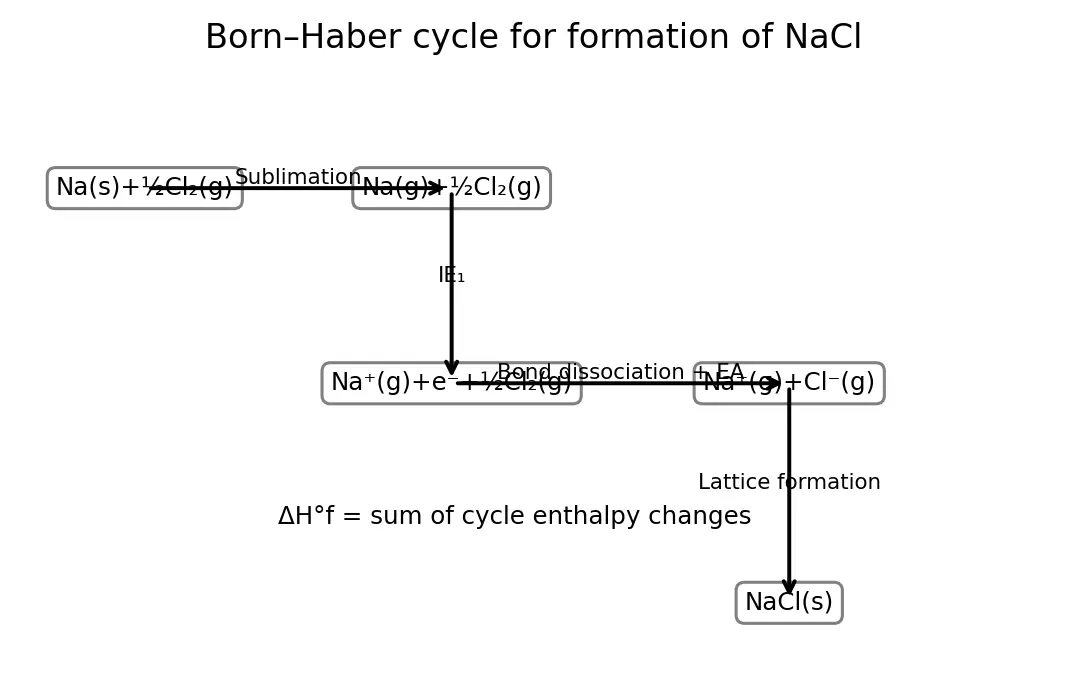 Born–Haber cycle for formation of NaCl
Na(s)+½Cl₂(g)
Sublimation
Na(g)+½Cl₂(g)
IE₁
Na⁺(g)+e⁻+½Cl₂(g)
Bond dissociation + EA
Na⁺(g)+Cl⁻(g)
Lattice formation
ΔH°f = sum of cycle enthalpy changes
NaCl(s)